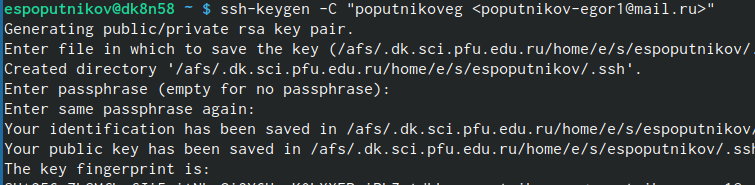 espoputnikov@dk8n58 ~ $ ssh-keygen -C "poputnikoveg <poputnikov-egor1@mail.ru>"
Generating public/private rsa key pair.
Enter file in which to save the key (/afs/.dk.sci.pfu.edu.ru/home/e/s/espoputnikov/.
Created directory '/afs/.dk.sci.pfu.edu.ru/home/e/s/espoputnikov/.ssh'.
Enter passphrase (empty for no passphrase):
Enter same passphrase again:
Your identification has been saved in /afs/.dk.sci.pfu.edu.ru/home/e/s/espoputnikov/
Your public key has been saved in /afs/.dk.sci.pfu.edu.ru/home/e/s/espoputnikov/.ssh
The key fingerprint is: